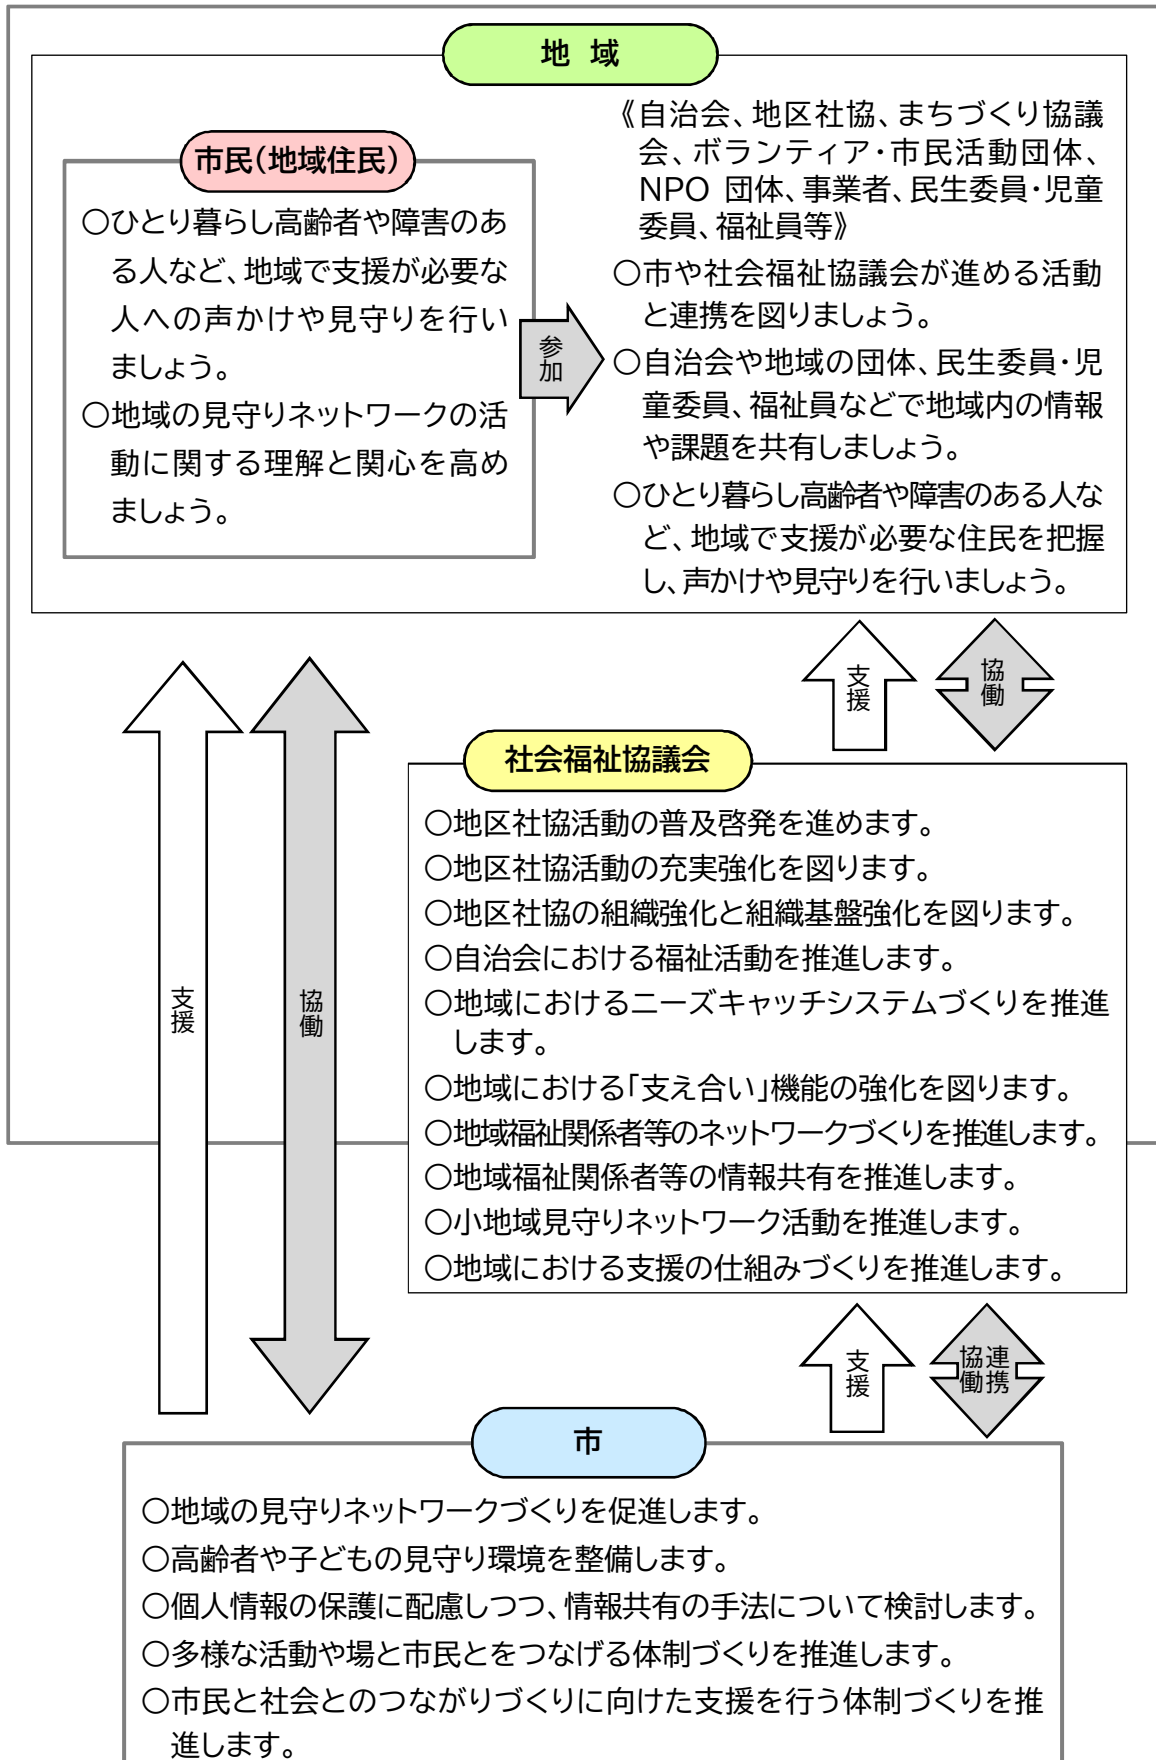 地 域
市民(地域住民)
○ひとり暮らし高齢者や障害のあ
る人など、地域で支援が必要な
人への声かけや見守りを行い
ましょう。
○地域の見守りネットワークの活
動に関する理解と関心を高め
ましょう。
参加
《自治会、地区社協、まちづくり協議
会、ボランティア・市民活動団体、
NPO 団体、事業者、民生委員・児童
委員、福祉員等》
○市や社会福祉協議会が進める活動
と連携を図りましょう。
○自治会や地域の団体、民生委員・児
童委員、福祉員などで地域内の情報
や課題を共有しましょう。
○ひとり暮らし高齢者や障害のある人な
ど、地域で支援が必要な住民を把握
し、声かけや見守りを行いましょう。
支援
協働
支援
協働
社会福祉協議会
○地区社協活動の普及啓発を進めます。
○地区社協活動の充実強化を図ります。
○地区社協の組織強化と組織基盤強化を図ります。
○自治会における福祉活動を推進します。
○地域におけるニーズキャッチシステムづくりを推進
します。
○地域における「支え合い」機能の強化を図ります。
○地域福祉関係者等のネットワークづくりを推進します。
○地域福祉関係者等の情報共有を推進します。
○小地域見守りネットワーク活動を推進します。
○地域における支援の仕組みづくりを推進します。
支援
連携
協働
市
○地域の見守りネットワークづくりを促進します。
○高齢者や子どもの見守り環境を整備します。
○個人情報の保護に配慮しつつ、情報共有の手法について検討します。
○多様な活動や場と市民とをつなげる体制づくりを推進します。
○市民と社会とのつながりづくりに向けた支援を行う体制づくりを推
進します。